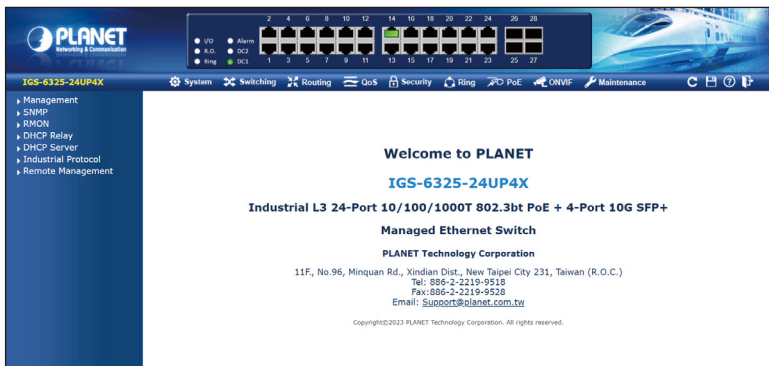 PLANET
Networking & Communication
2 4 6 8 10 12 14 16 18 20 22 24 26 28
I/O Alarm
R.O. DC2
Ring DC1
1 3 5 7 9 11 13 15 17 19 21 23 25 27
IGS-6325-24UP4X
System Switching Routing QoS Security Ring PoE ONVIF Maintenance
Management
SNMP
RMON
DHCP Relay
DHCP Server
Industrial Protocol
Remote Management
Welcome to PLANET
IGS-6325-24UP4X
Industrial L3 24-Port 10/100/1000T 802.3bt PoE + 4-Port 10G SFP+
Managed Ethernet Switch
PLANET Technology Corporation
11F., No.96, Minquan Rd., Xindian Dist., New Taipei City 231, Taiwan (R.O.C.)
Tel: 886-2-2219-9518
Fax:886-2-2219-9528
Email: Support@planet.com.tw
Copyright©2023 PLANET Technology Corporation. All rights reserved.